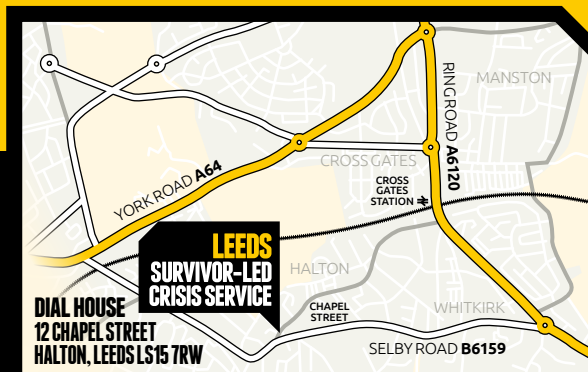 MANSTON
RING ROAD A6120
CROSS GATES
CROSS
GATES
STATION
YORK ROAD A64
LEEDS
SURVIVOR-LED
CRISIS SERVICE
HALTON
DIAL HOUSE
12 CHAPEL STREET
HALTON, LEEDS LS15 7RW
CHAPEL
STREET
WHITKIRK
SELBY ROAD B6159